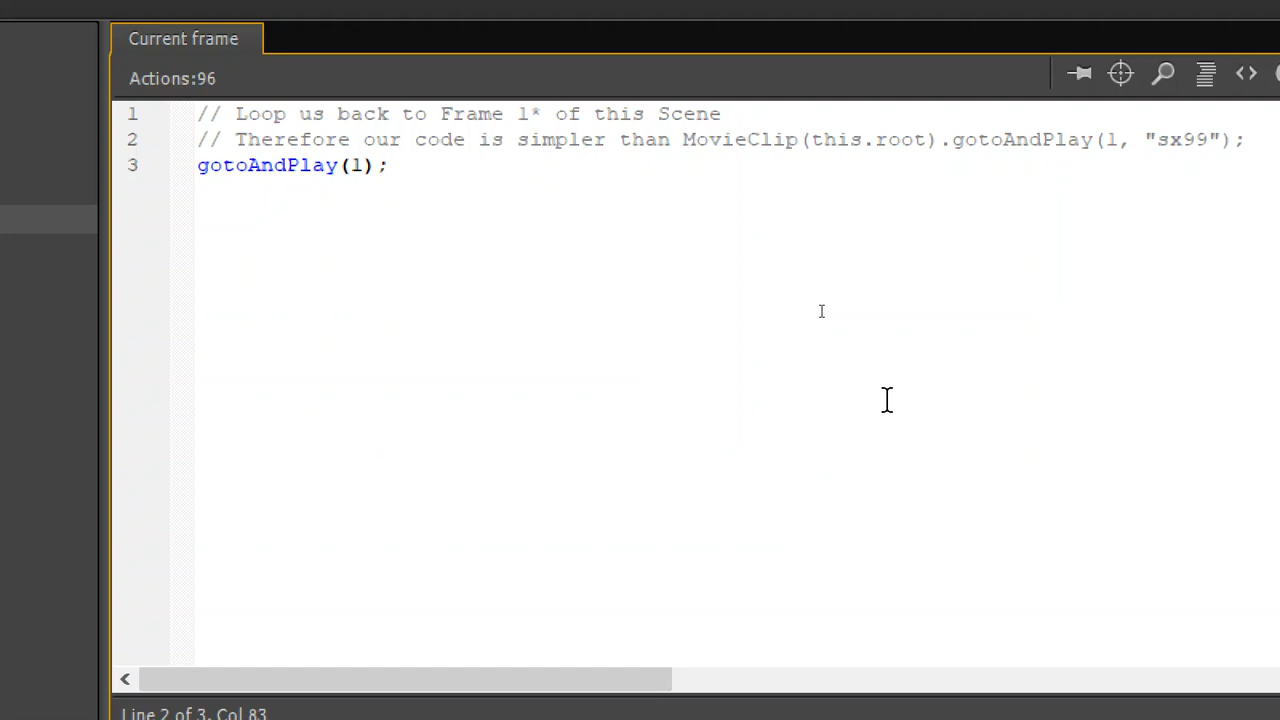 Current frame
Actions:96
1 // Loop us back to Frame 1* of this Scene
2 // Therefore our code is simpler than MovieClip(this.root).gotoAndPlay(1, "sx99");
3 gotoAndPlay(1);
Line 2 of 3, Col 83